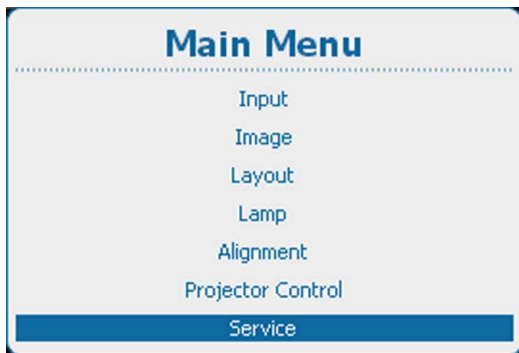 Main Menu
Input
Image
Layout
Lamp
Alignment
Projector Control
Service